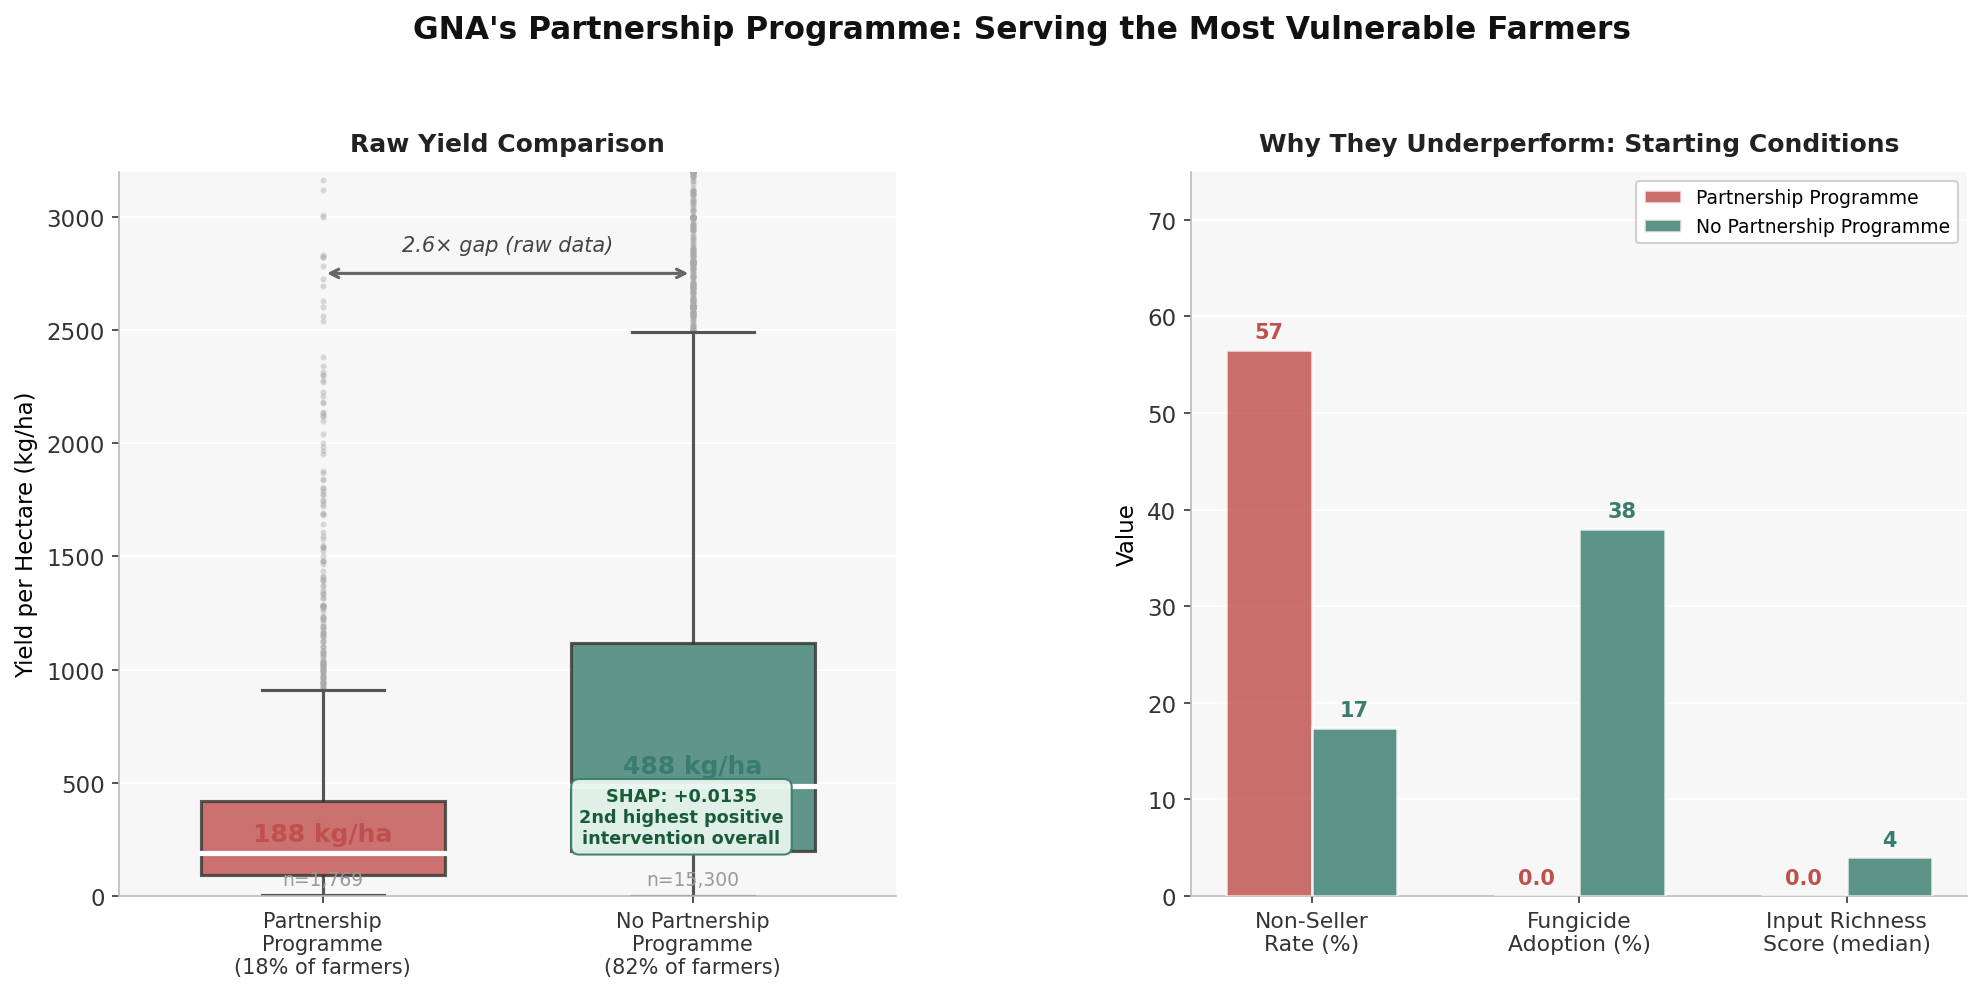 GNA's Partnership Programme: Serving the Most Vulnerable Farmers
Raw Yield Comparison
Yield per Hectare (kg/ha)
3000
2500
2000
1500
1000
500
0
2.6× gap (raw data)
188 kg/ha
n=1,769
488 kg/ha
SHAP: +0.0135
2nd highest positive
intervention overall
n=15,300
Partnership
Programme
(18% of farmers)
No Partnership
Programme
(82% of farmers)
Why They Underperform: Starting Conditions
Partnership Programme
No Partnership Programme
Value
70
60
50
40
30
20
10
0
57
17
0.0
38
0.0
4
Non-Seller
Rate (%)
Fungicide
Adoption (%)
Input Richness
Score (median)